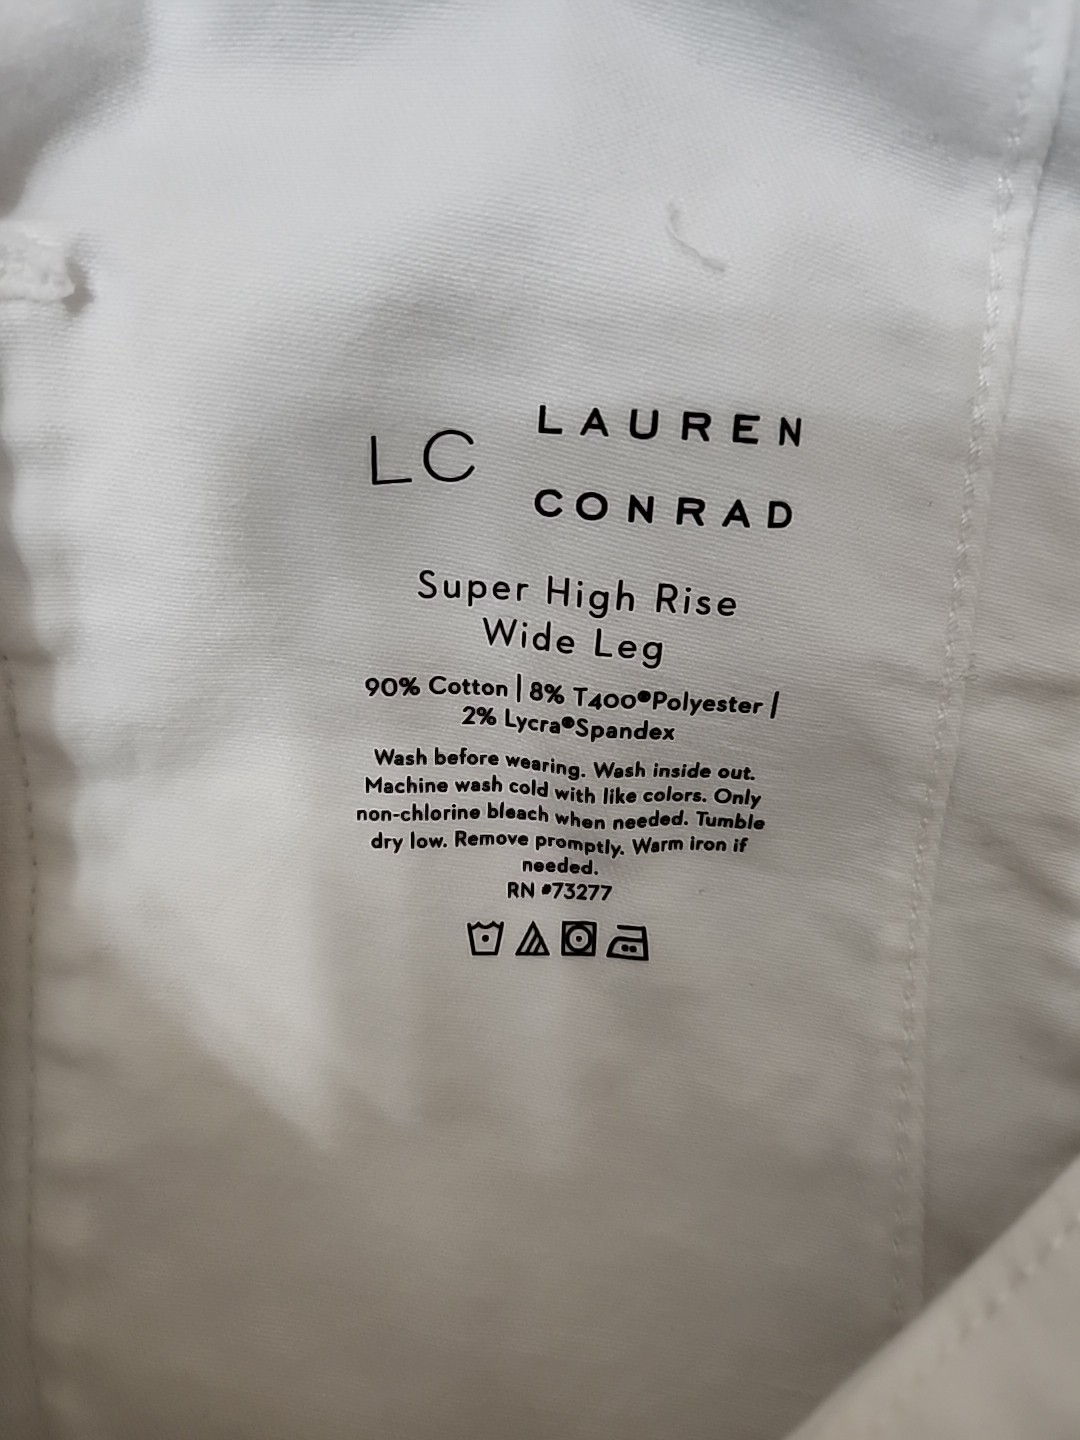 LC LAUREN
CONRAD
Super High Rise
Wide Leg
90% Cotton | 8% T400®Polyester |
2% Lycra®Spandex
Wash before wearing. Wash inside out.
Machine wash cold with like colors. Only
non-chlorine bleach when needed. Tumble
dry low. Remove promptly. Warm iron if
needed.
RN #73277